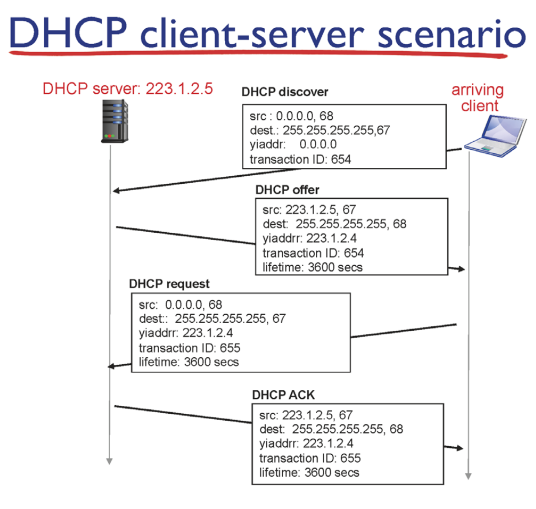 DHCP client-server scenario
DHCP server: 223.1.2.5
arriving
client
DHCP discover
src : 0.0.0.0, 68
dest.: 255.255.255.255,67
yiaddr:    0.0.0.0
transaction ID: 654
DHCP offer
src: 223.1.2.5, 67
dest:  255.255.255.255, 68
yiaddrr: 223.1.2.4
transaction ID: 654
lifetime: 3600 secs
DHCP request
src:  0.0.0.0, 68
dest::  255.255.255.255, 67
yiaddrr: 223.1.2.4
transaction ID: 655
lifetime: 3600 secs
DHCP ACK
src: 223.1.2.5, 67
dest:  255.255.255.255, 68
yiaddrr: 223.1.2.4
transaction ID: 655
lifetime: 3600 secs